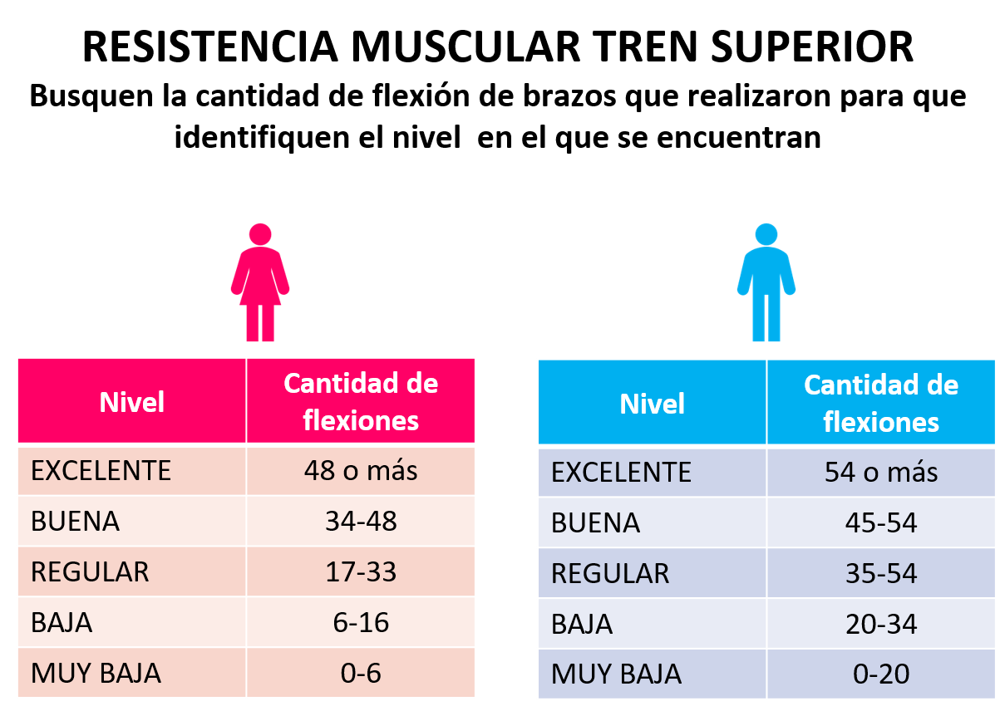 RESISTENCIA MUSCULAR TREN SUPERIOR
Busquen la cantidad de flexión de brazos que realizaron para que
identifiquen el nivel en el que se encuentran
Nivel Cantidad de
flexiones
EXCELENTE 48 o más
BUENA 34-48
REGULAR 17-33
BAJA 6-16
MUY BAJA 0-6
Nivel Cantidad de
flexiones
EXCELENTE 54 o más
BUENA 45-54
REGULAR 35-54
BAJA 20-34
MUY BAJA 0-20